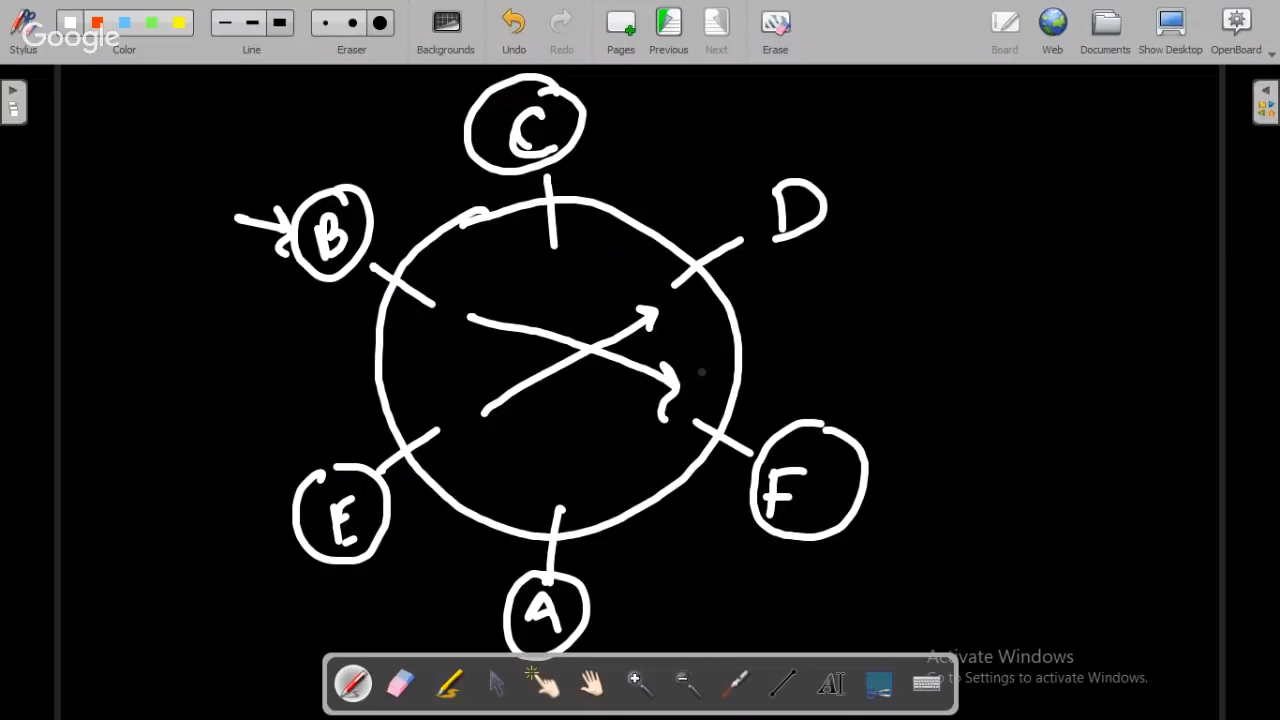 Google
Stylus Color Line Eraser Backgrounds Undo Redo Pages Previous Next Erase Board Web Documents Show Desktop OpenBoard
C
D
B
E
F
A
AI
Activate Windows
Go to Settings to activate Windows.